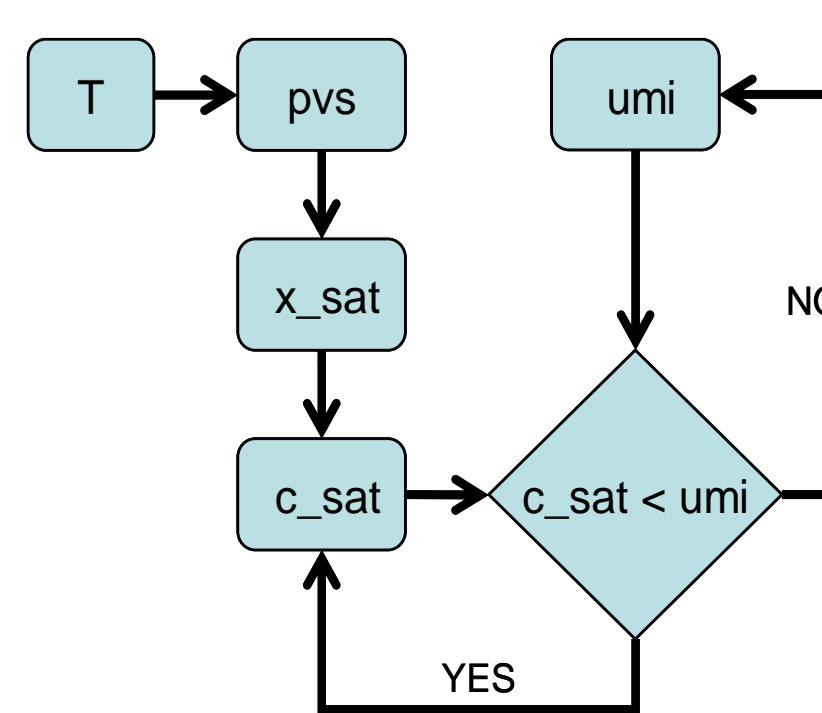 T
pvs
umi
x_sat
c_sat
c_sat < umi
YES